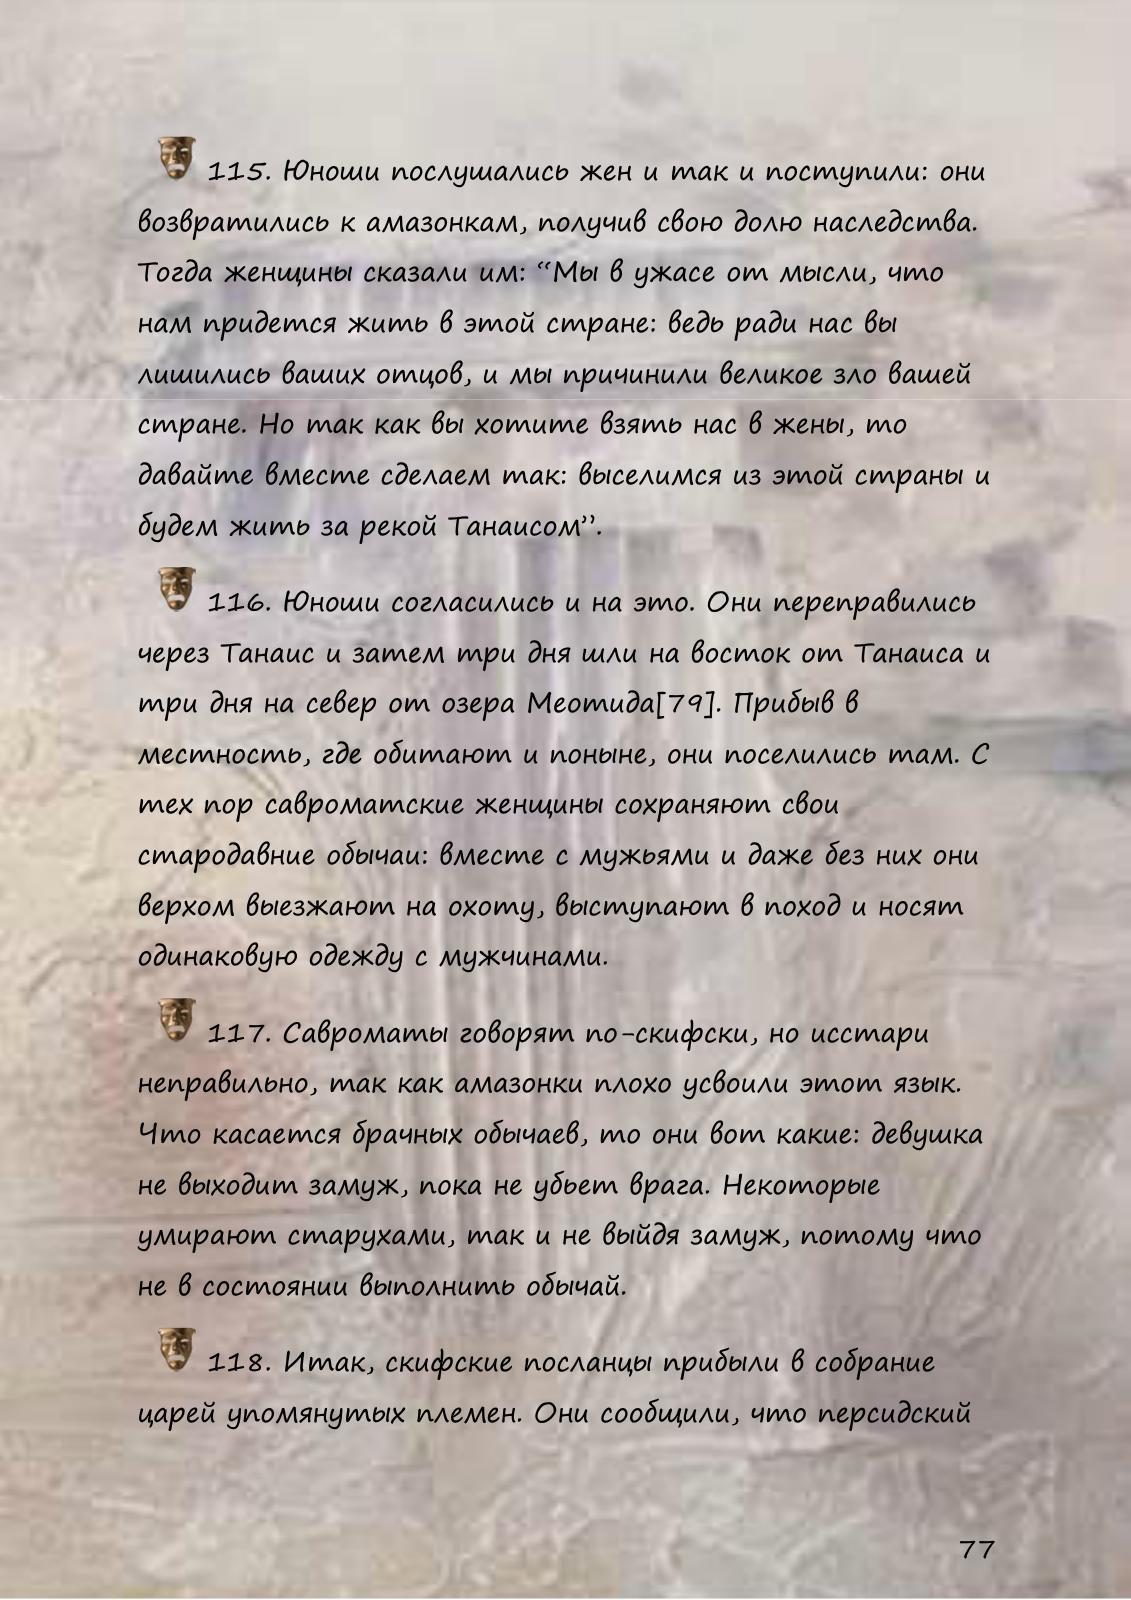 115. Юноши послушались жен и так и поступили: они
возвратились к амазонкам, получив свою долю наследства.
Тогда женщины сказали им: “Мы в ужасе от мысли, что
нам придется жить в этой стране: ведь ради нас вы
лишились ваших отцов, и мы причинили великое зло вашей
стране. Но так как вы хотите взять нас в жены, то
давайте вместе сделаем так: выселимся из этой страны и
будем жить за рекой Танаисом”.
116. Юноши согласились и на это. Они переправились
через Танаис и затем три дня шли на восток от Танаиса и
три дня на север от озера Меотида[79]. Прибыв в
местность, где обитают и поныне, они поселились там. С
тех пор савроматские женщины сохраняют свои
стародавние обычаи: вместе с мужьями и даже без них они
верхом выезжают на охоту, выступают в поход и носят
одинаковую одежду с мужчинами.
117. Савроматы говорят по-скифски, но исстари
неправильно, так как амазонки плохо усвоили этот язык.
Что касается брачных обычаев, то они вот какие: девушка
не выходит замуж, пока не убьет врага. Некоторые
умирают старухами, так и не выйдя замуж, потому что
не в состоянии выполнить обычай.
118. Итак, скифские посланцы прибыли в собрание
царей упомянутых племен. Они сообщили, что персидский
77